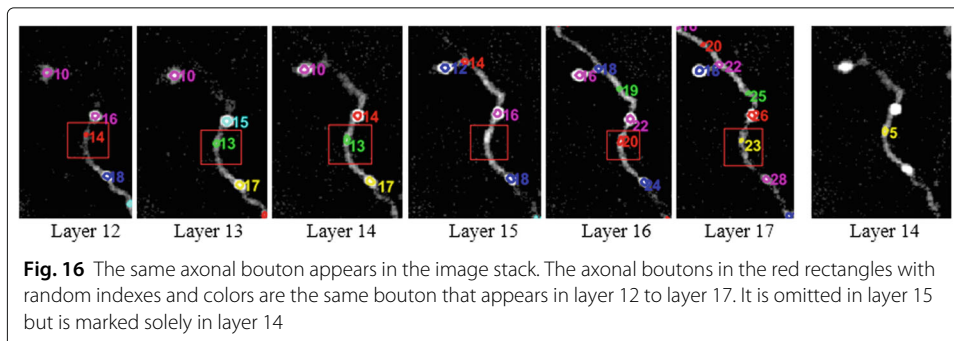 10 16 14 18
10 15 13 17
10 14 13 17
12 14 16 18
16 18 19 22 20 24
16 20 18 22 25 26 23 28
5
Layer 12 Layer 13 Layer 14 Layer 15 Layer 16 Layer 17 Layer 14
Fig. 16 The same axonal bouton appears in the image stack. The axonal boutons in the red rectangles with
random indexes and colors are the same bouton that appears in layer 12 to layer 17. It is omitted in layer 15
but is marked solely in layer 14